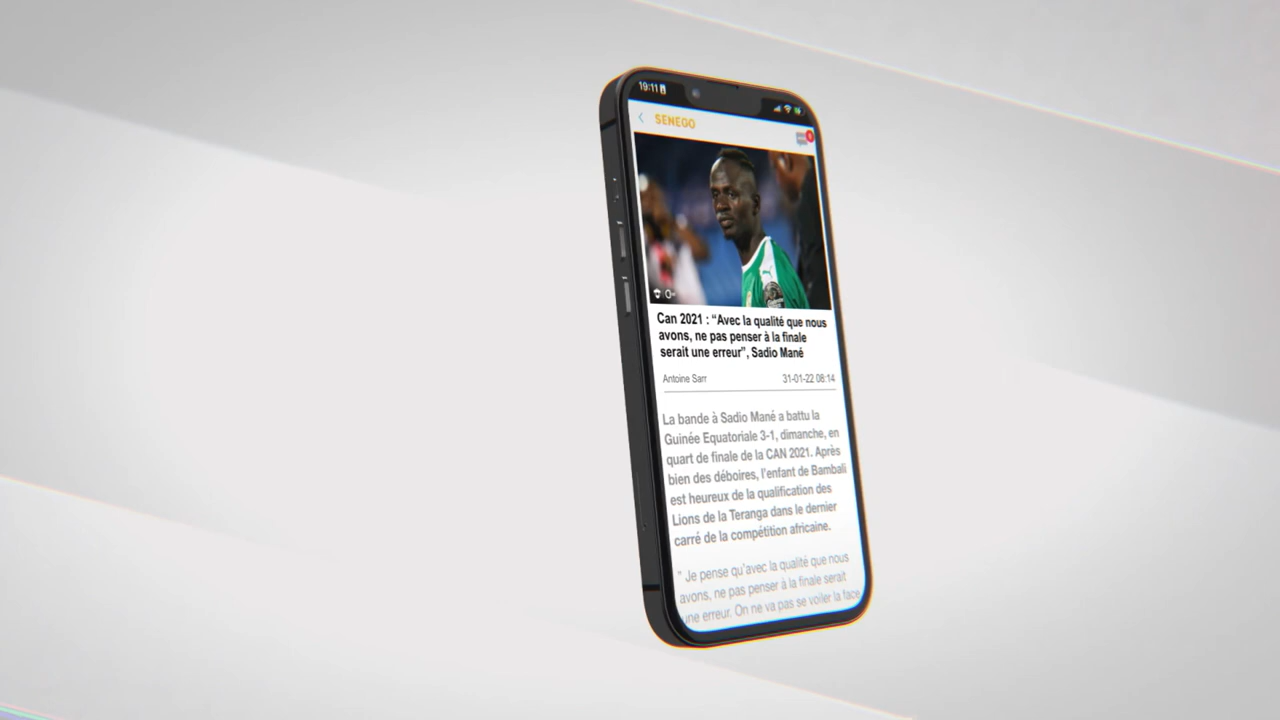 19:11
SENEGO
Can 2021 : “Avec la qualité que nous
avons, ne pas penser à la finale
serait une erreur”, Sadio Mané
Antoine Sarr 31-01-22 08:14
La bande à Sadio Mané a battu la
Guinée Equatoriale 3-1, dimanche, en
quart de finale de la CAN 2021. Après
bien des déboires, l’enfant de Bambali
est heureux de la qualification des
Lions de la Teranga dans le dernier
carré de la compétition africaine.
“ Je pense qu’avec la qualité que nous
avons, ne pas penser à la finale serait
une erreur. On ne va pas se voiler la face